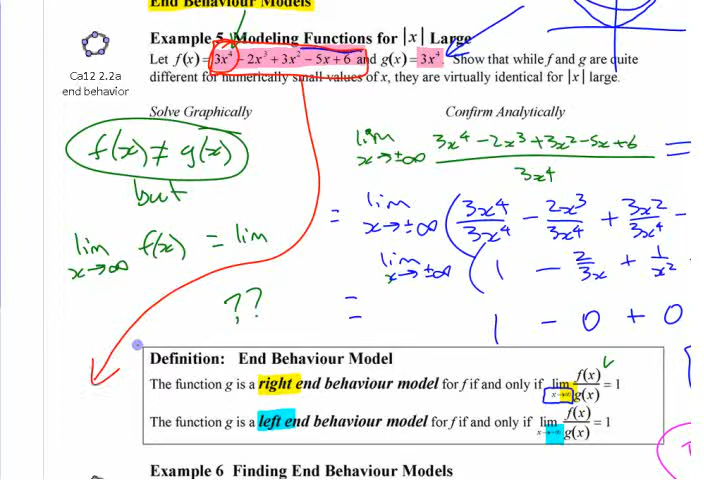 End Behaviour Models
Example 5 Modeling Functions for |x| Large
Let f(x) = 3x⁴ − 2x³ + 3x² − 5x + 6 and g(x) = 3x⁴. Show that while f and g are quite
different for numerically small values of x, they are virtually identical for |x| large.
Ca12 2.2a
end behavior
Solve Graphically
Confirm Analytically
f(x) ≠ g(x)
but
lim x→∞ f(x) = lim
??
lim x→±∞ (3x⁴ − 2x³ + 3x² − 5x + 6)/3x⁴ =
= lim x→±∞ (3x⁴/3x⁴ − 2x³/3x⁴ + 3x²/3x⁴ −
lim x→±∞ (1 − 2/3x + 1/x² −
= 1 − 0 + 0
Definition: End Behaviour Model
The function g is a right end behaviour model for f if and only if lim x→∞ f(x)/g(x) = 1
The function g is a left end behaviour model for f if and only if lim x→−∞ f(x)/g(x) = 1
Example 6 Finding End Behaviour Models